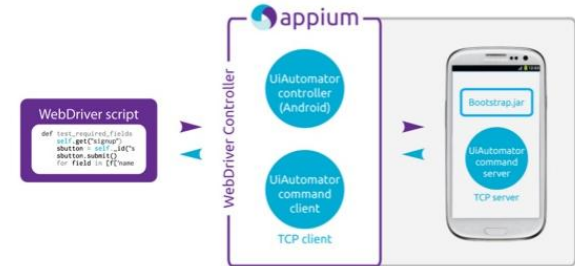 appium
WebDriver script
def test_required_fields
self.get("signup")
sbutton = self._id("s
sbutton.submit()
for field in [f['name
WebDriver Controller
UiAutomator
controller
(Android)
UiAutomator
command
client
TCP client
Bootstrap.jar
UiAutomator
command
server
TCP server